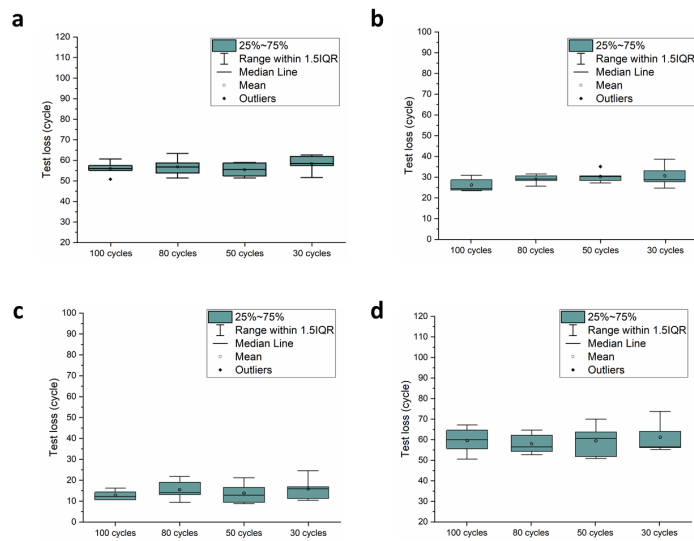 a
120
110
100
90
80
70
60
50
40
30
20
Test loss (cycle)
25%~75%
Range within 1.5IQR
Median Line
Mean
Outliers
100 cycles
80 cycles
50 cycles
30 cycles
b
100
90
80
70
60
50
40
30
20
10
0
Test loss (cycle)
25%~75%
Range within 1.5IQR
Median Line
Mean
Outliers
100 cycles
80 cycles
50 cycles
30 cycles
c
100
90
80
70
60
50
40
30
20
10
0
Test loss (cycle)
25%~75%
Range within 1.5IQR
Median Line
Mean
Outliers
100 cycles
80 cycles
50 cycles
30 cycles
d
120
110
100
90
80
70
60
50
40
30
20
Test loss (cycle)
25%~75%
Range within 1.5IQR
Median Line
Mean
Outliers
100 cycles
80 cycles
50 cycles
30 cycles